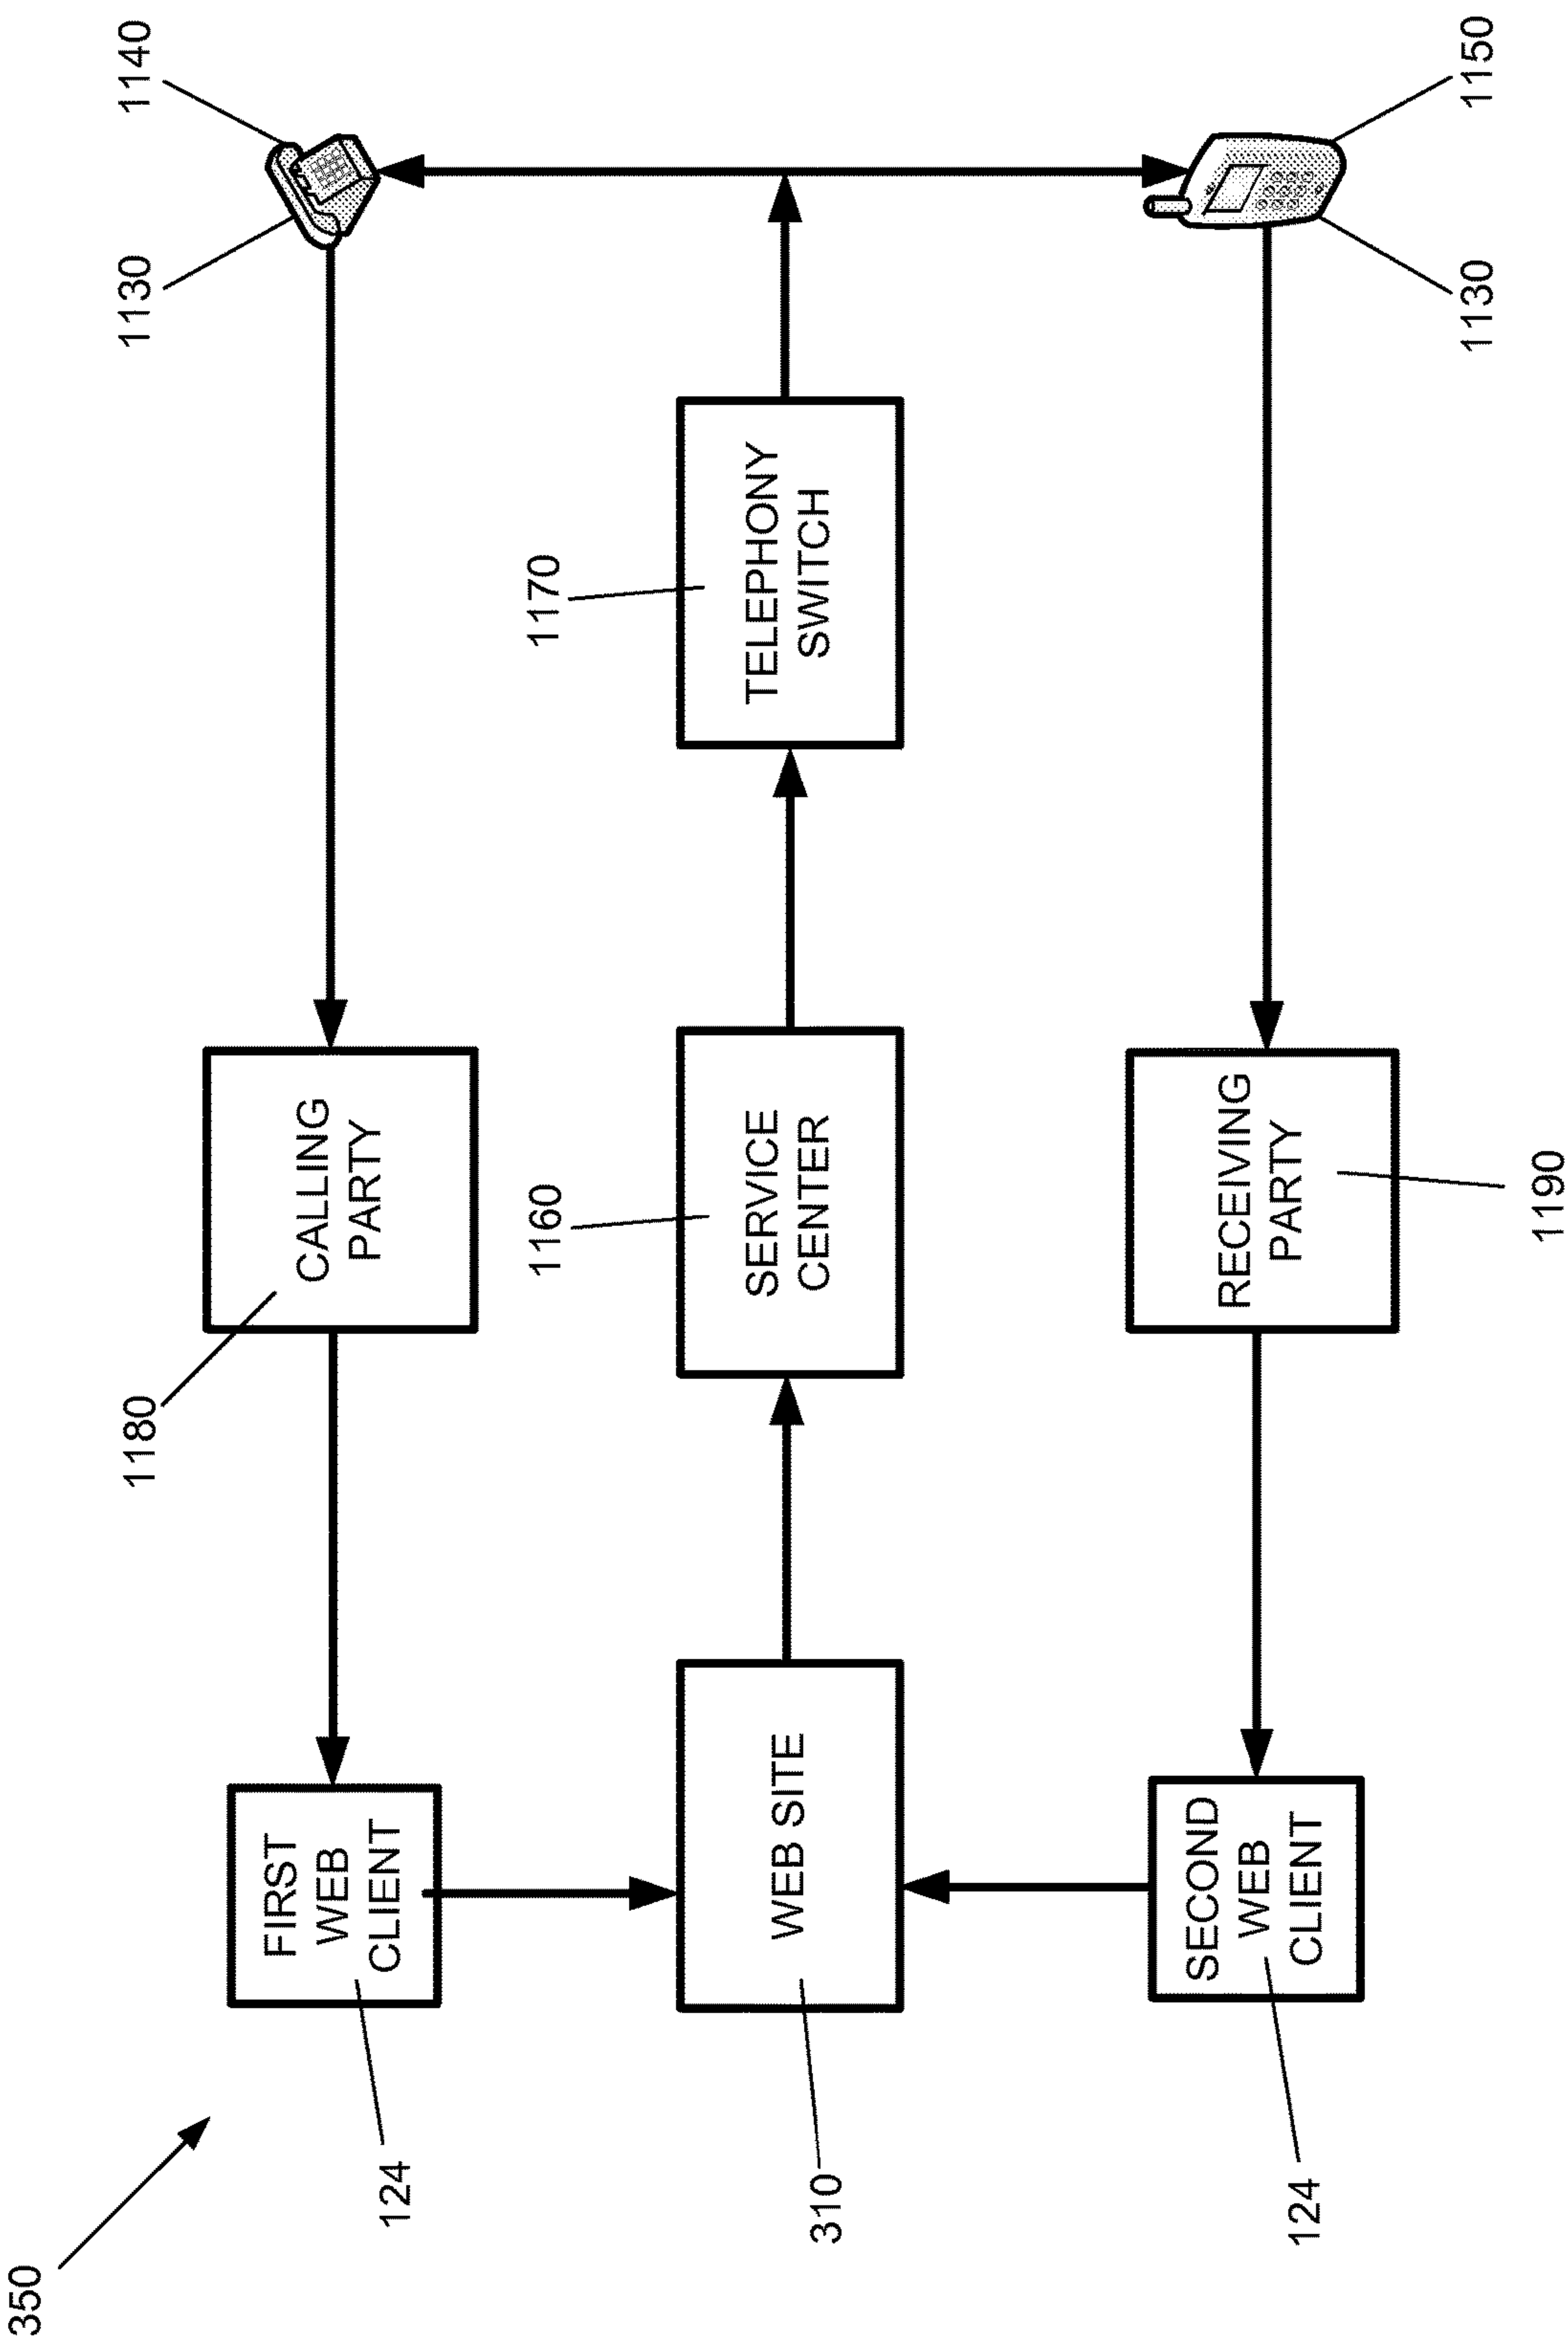 350
124
FIRST
WEB
CLIENT
1180
CALLING
PARTY
1130
1140
310
WEB SITE
1160
SERVICE
CENTER
1170
TELEPHONY
SWITCH
124
SECOND
WEB
CLIENT
RECEIVING
PARTY
1190
1130
1150